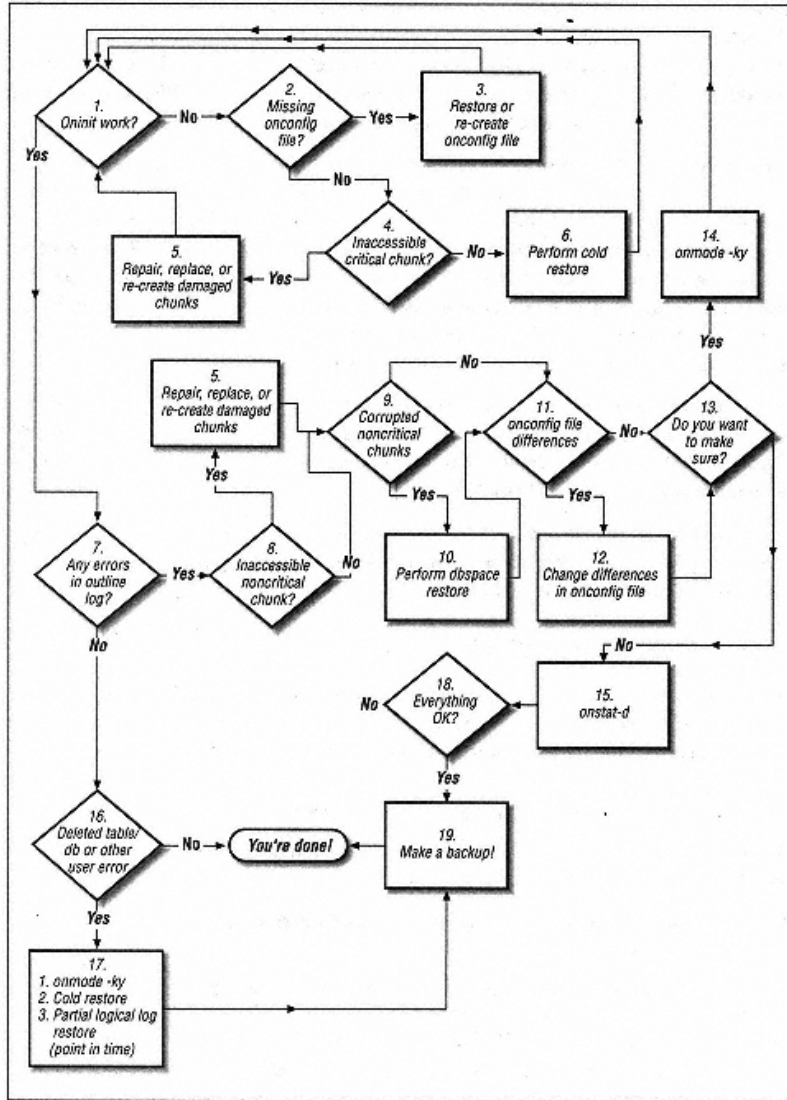 1.
Oninit work?
No
2.
Missing
onconfig
file?
Yes
3.
Restore or
re-create
onconfig file
Yes
No
4.
Inaccessible
critical chunk?
No
6.
Perform cold
restore
14.
onmode -ky
5.
Repair, replace, or
re-create damaged
chunks
Yes
Yes
5.
Repair, replace, or
re-create damaged
chunks
No
9.
Corrupted
noncritical
chunks
11.
onconfig file
differences
No
13.
Do you want
to make
sure?
Yes
Yes
Yes
7.
Any errors
in outline
log?
Yes
8.
Inaccessible
noncritical
chunk?
No
10.
Perform dbspace
restore
12.
Change differences
in onconfig file
No
No
18.
Everything
OK?
No
15.
onstat-d
Yes
16.
Deleted table/
db or other
user error
No
You're done!
19.
Make a backup!
Yes
17.
1. onmode -ky
2. Cold restore
3. Partial logical log
restore
(point in time)